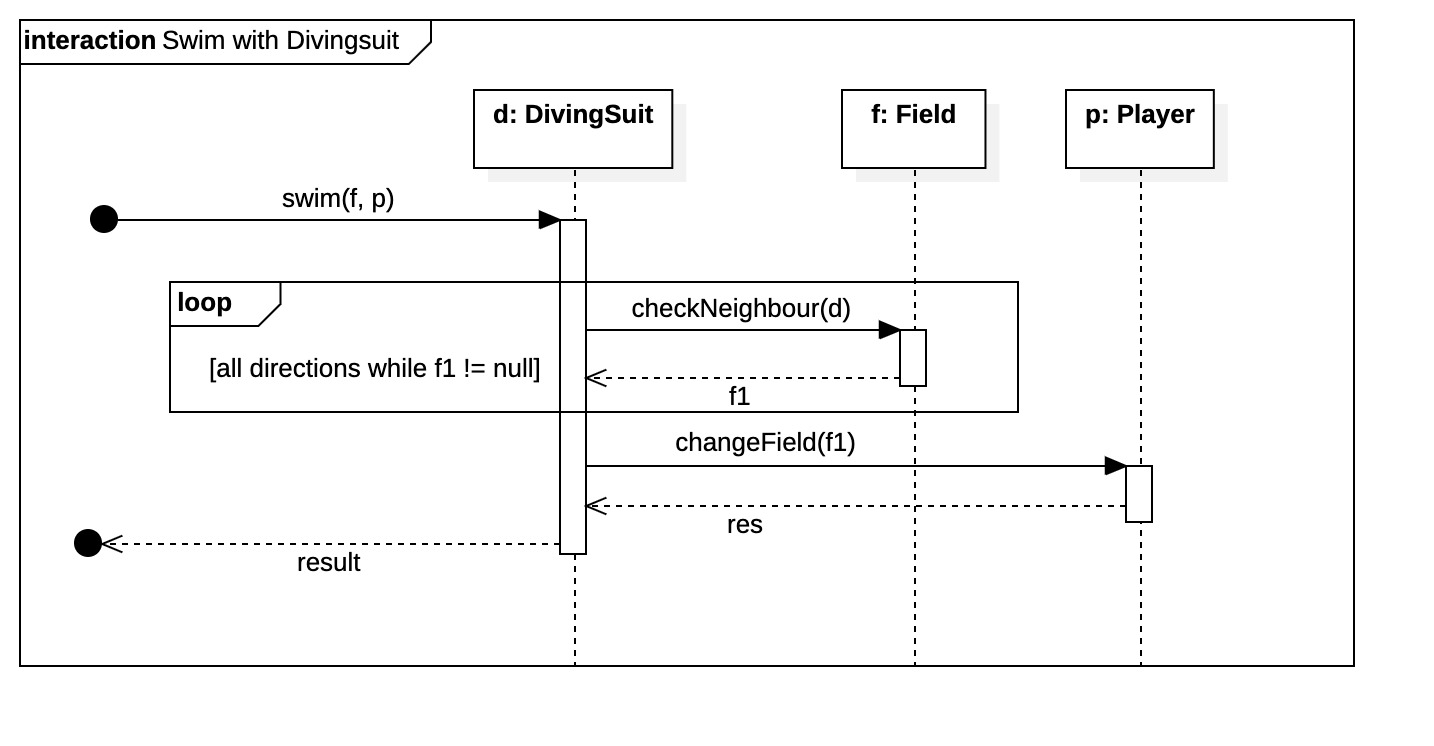 interaction Swim with Divingsuit
d: DivingSuit
f: Field
p: Player
swim(f, p)
loop
checkNeighbour(d)
[all directions while f1 != null]
f1
changeField(f1)
res
result